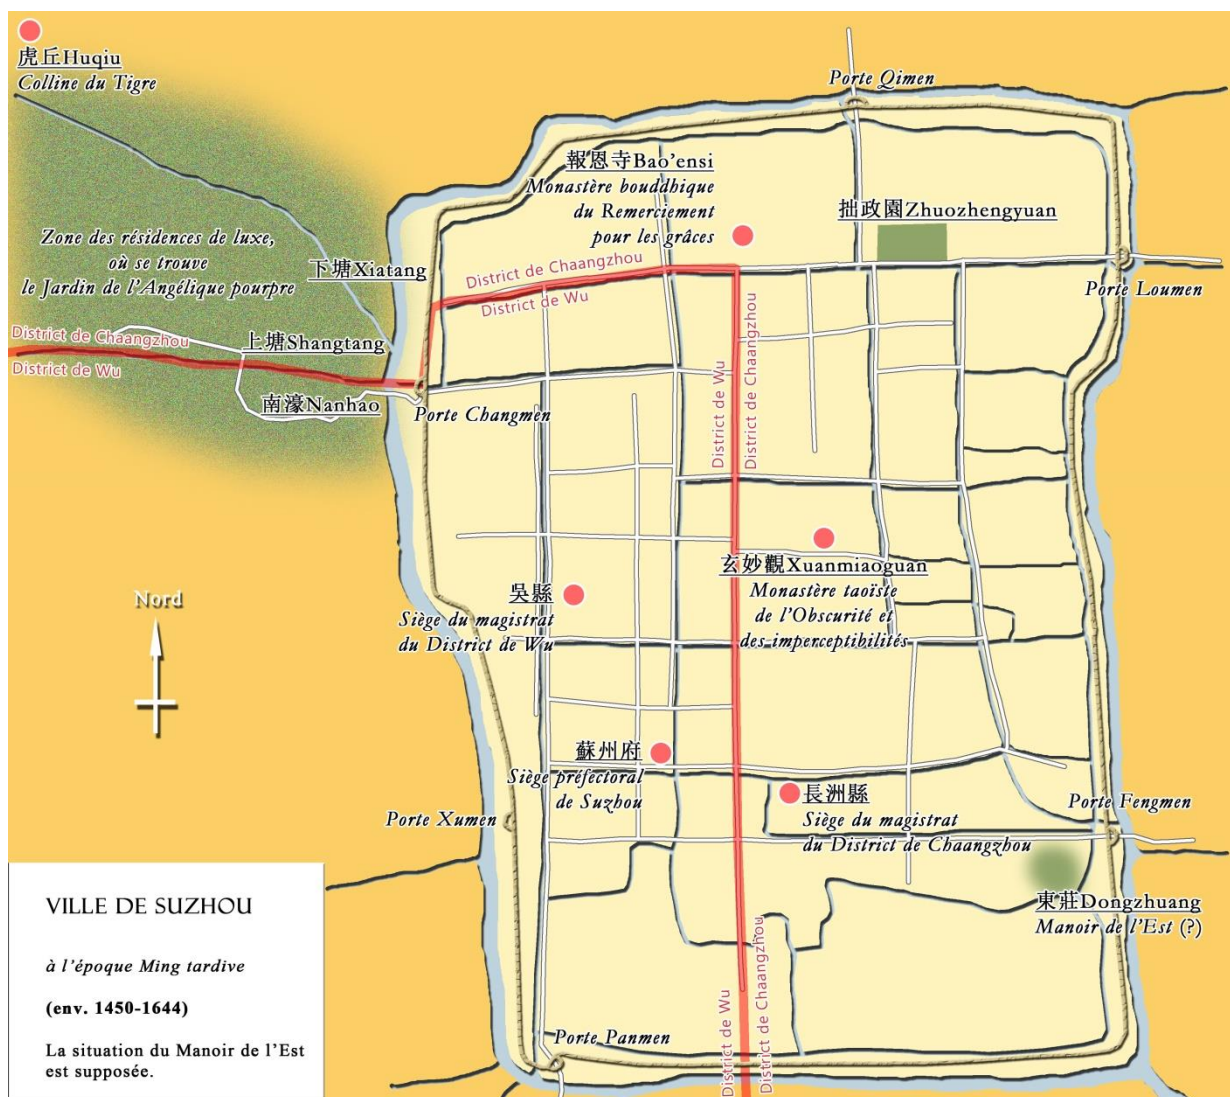 虎丘Huqiu
Colline du Tigre
Porte Qimen
報恩寺Bao'ensi
Monastère bouddhique
du Remerciement
pour les grâces
拙政園Zhuozhengyuan
Zone des résidences de luxe,
où se trouve
le Jardin de l'Angélique pourpre
下塘Xiatang
District de Chaangzhou
District de Wu
Porte Loumen
District de Chaangzhou
District de Wu
上塘Shangtang
南濠Nanhao
Porte Changmen
District de Wu
District de Chaangzhou
玄妙觀Xuanmiaoguan
Monastère taoïste
de l'Obscurité et
des imperceptibilités
Nord
吳縣
Siège du magistrat
du District de Wu
蘇州府
Siège préfectoral
de Suzhou
長洲縣
Siège du magistrat
du District de Chaangzhou
Porte Xumen
Porte Fengmen
東莊Dongzhuang
Manoir de l'Est (?)
District de Wu
District de Chaangzhou
Porte Panmen
VILLE DE SUZHOU
à l'époque Ming tardive
(env. 1450-1644)
La situation du Manoir de l'Est
est supposée.